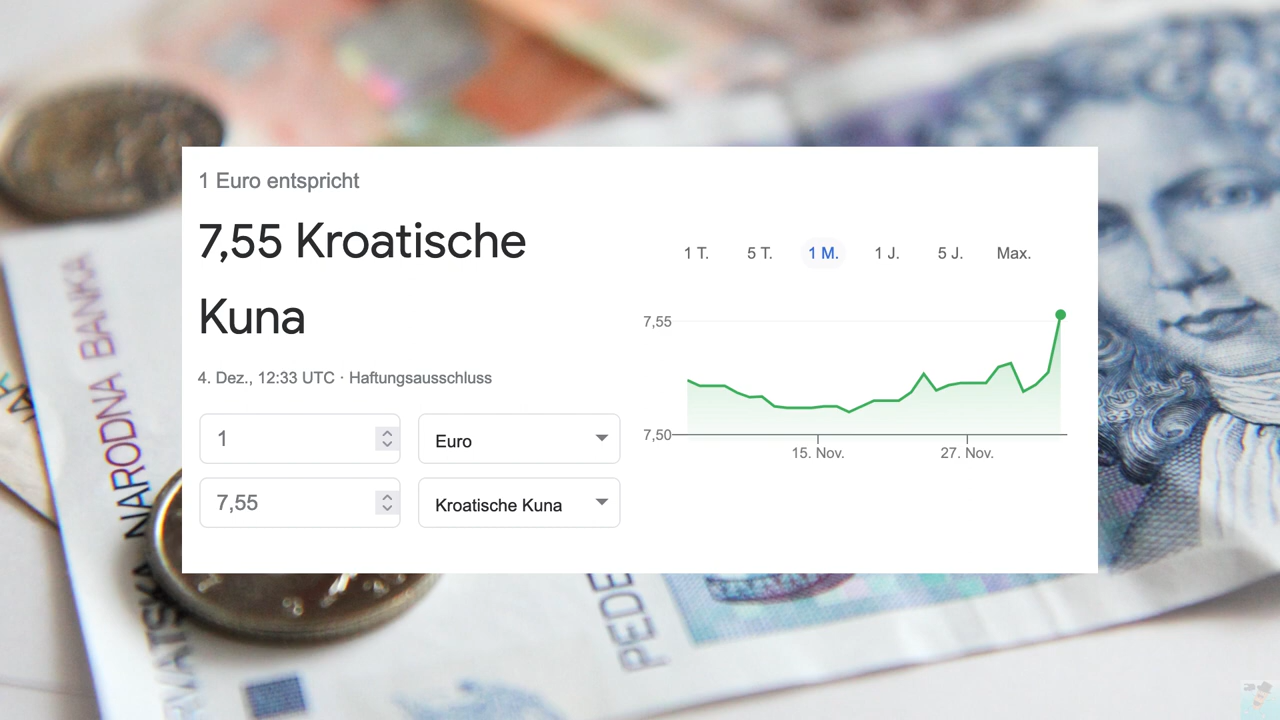 1 Euro entspricht
7,55 Kroatische
Kuna
4. Dez., 12:33 UTC · Haftungsausschluss
1
Euro
7,55
Kroatische Kuna
1 T. 5 T. 1 M. 1 J. 5 J. Max.
7,55
7,50
15. Nov. 27. Nov.
NARODNA BANKA
PEDE